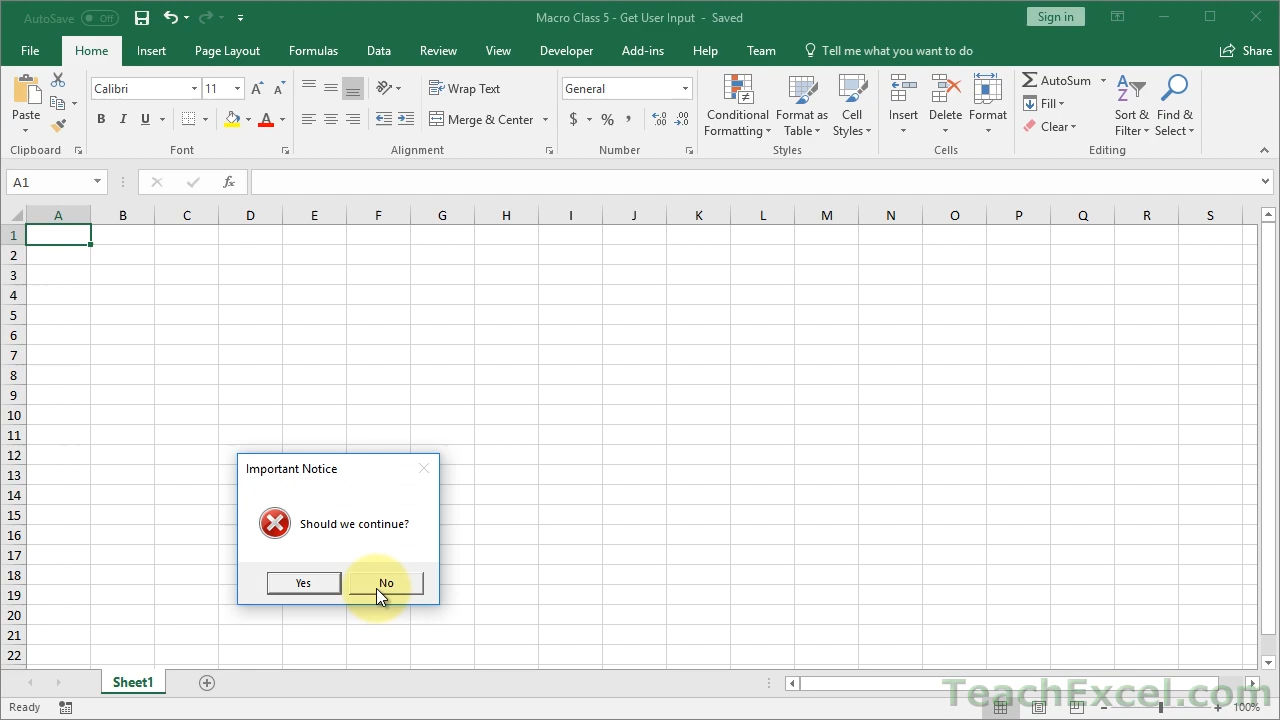 AutoSave Off Macro Class 5 - Get User Input - Saved Sign in
File Home Insert Page Layout Formulas Data Review View Developer Add-ins Help Team Tell me what you want to do Share
Calibri 11 Wrap Text General AutoSum
Fill
Paste B I U Merge & Center $ % , Conditional Formatting Format as Table Cell Styles Insert Delete Format Clear Sort & Filter Find & Select
Clipboard Font Alignment Number Styles Cells Editing
A1 fx
A B C D E F G H I J K L M N O P Q R S
1
2
3
4
5
6
7
8
9
10
11
12
13
14
15
16
17
18
19
20
21
22
Important Notice
Should we continue?
Yes No
Sheet1
TeachExcel.com
Ready 100%